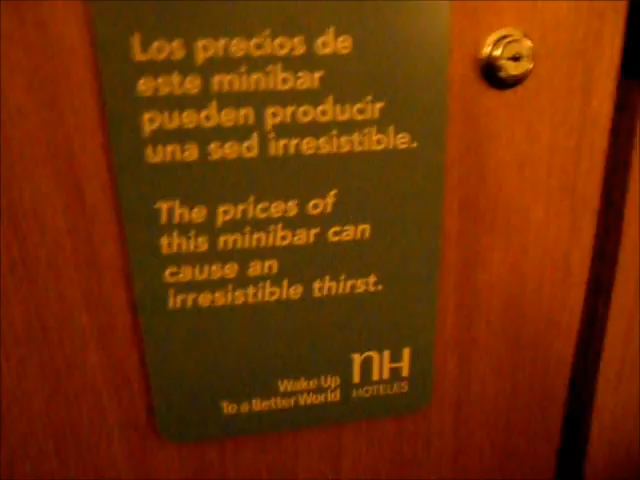 Los precios de
este minibar
pueden producir
una sed irresistible.
The prices of
this minibar can
cause an
irresistible thirst.
Wake Up
To a Better World
nH
HOTELES